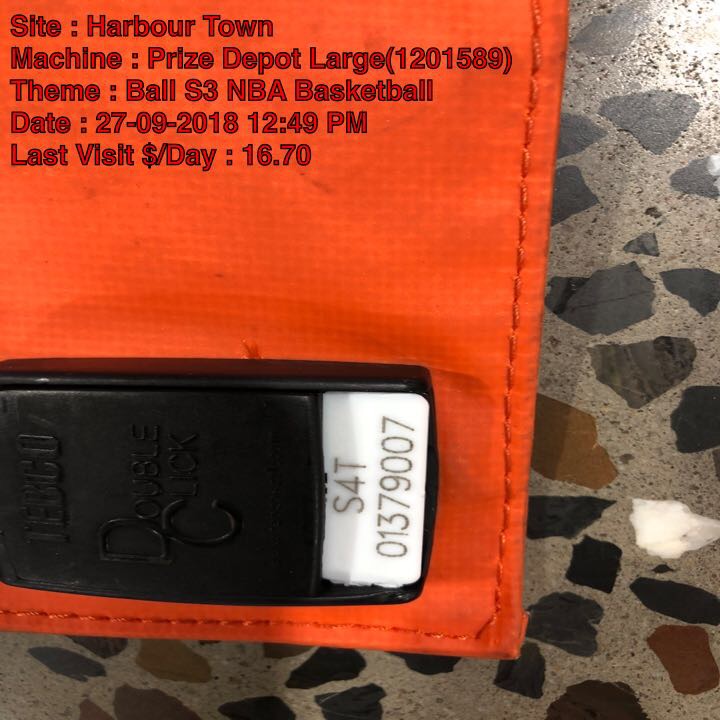 Site : Harbour Town
Machine : Prize Depot Large(1201589)
Theme : Ball S3 NBA Basketball
Date : 27-09-2018 12:49 PM
Last Visit $/Day : 16.70
TEBCO
DOUBLE
CLICK
S4T
01379007